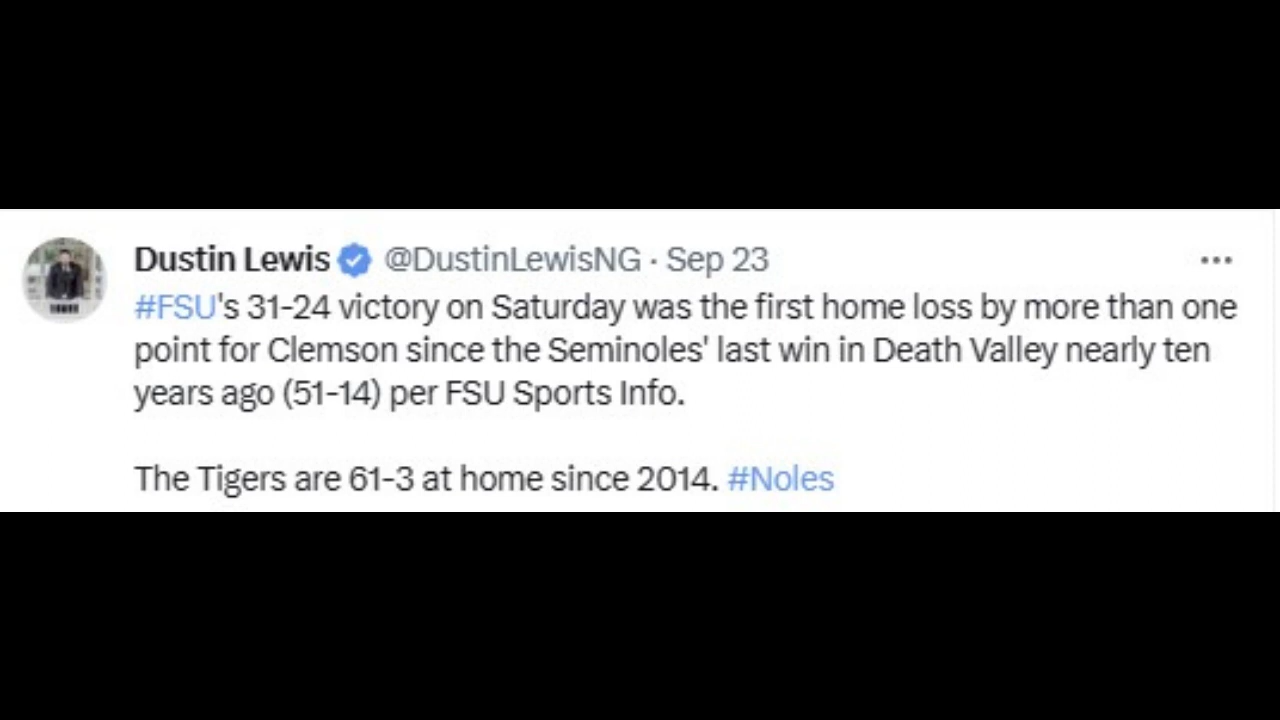 Dustin Lewis @DustinLewisNG · Sep 23
#FSU's 31-24 victory on Saturday was the first home loss by more than one
point for Clemson since the Seminoles' last win in Death Valley nearly ten
years ago (51-14) per FSU Sports Info.
The Tigers are 61-3 at home since 2014. #Noles